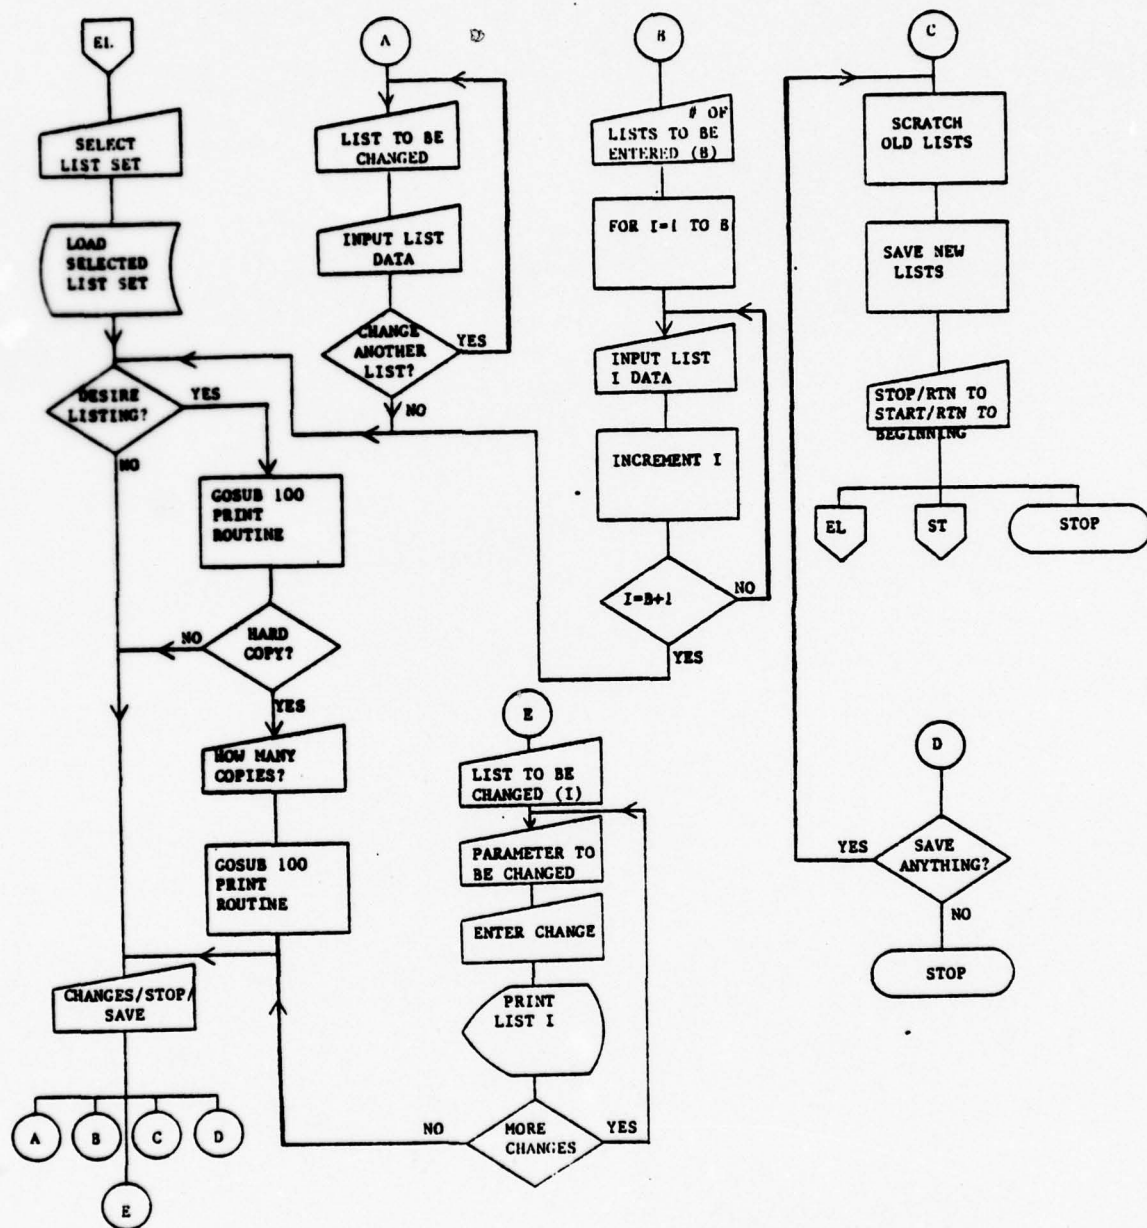 EL
SELECT
LIST SET
LOAD
SELECTED
LIST SET
DESIRE
LISTING?
YES
NO
GOSUB 100
PRINT
ROUTINE
HARD
COPY?
NO
YES
HOW MANY
COPIES?
GOSUB 100
PRINT
ROUTINE
CHANGES/STOP/
SAVE
A
B
C
D
E
A
LIST TO BE
CHANGED
INPUT LIST
DATA
CHANGE
ANOTHER
LIST?
YES
NO
B
# OF
LISTS TO BE
ENTERED (B)
FOR I=1 TO B
INPUT LIST
I DATA
INCREMENT I
I=B+1
NO
YES
E
LIST TO BE
CHANGED (I)
PARAMETER TO
BE CHANGED
ENTER CHANGE
PRINT
LIST I
MORE
CHANGES
NO
YES
C
SCRATCH
OLD LISTS
SAVE NEW
LISTS
STOP/RTN TO
START/RTN TO
BEGINNING
EL
ST
STOP
D
SAVE
ANYTHING?
YES
NO
STOP